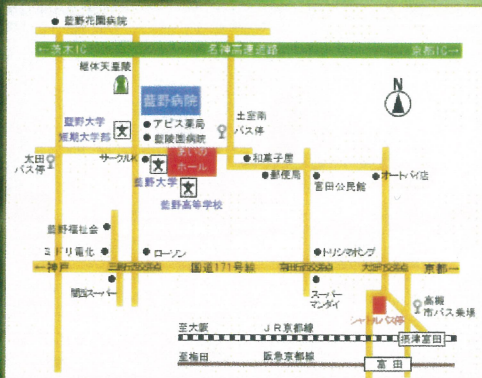 藍野花園病院
←茨木IC
名神高速道路
京都IC→
継体天皇陵
N
藍野病院
藍野大学
短期大学部
アピス薬局
藍陵園病院
土室南
バス停
太田
バス停
サークルK
あいの
ホール
和菓子屋
藍野大学
郵便局
宮田公民館
オートバイ店
藍野高等学校
藍野福祉会
ミドリ電化
ローソン
トリシマポンプ
←神戸
国道171号線
京都→
関西スーパー
スーパー
マンダイ
シャトルバス停
高槻
市バス乗場
至大阪
JR京都線
摂津富田
至梅田
阪急京都線
富田